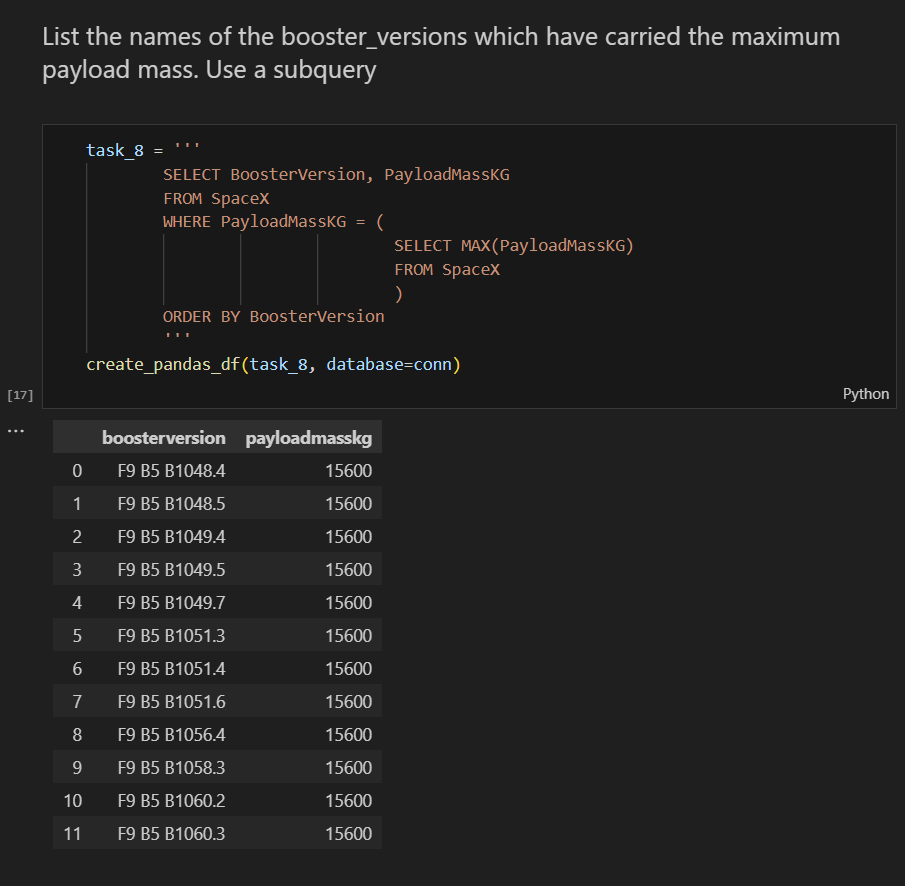 List the names of the booster_versions which have carried the maximum
payload mass. Use a subquery
task_8 = '''
SELECT BoosterVersion, PayloadMassKG
FROM SpaceX
WHERE PayloadMassKG = (
SELECT MAX(PayloadMassKG)
FROM SpaceX
)
ORDER BY BoosterVersion
'''
create_pandas_df(task_8, database=conn)
[17]
Python
...
boosterversion payloadmasskg
0 F9 B5 B1048.4 15600
1 F9 B5 B1048.5 15600
2 F9 B5 B1049.4 15600
3 F9 B5 B1049.5 15600
4 F9 B5 B1049.7 15600
5 F9 B5 B1051.3 15600
6 F9 B5 B1051.4 15600
7 F9 B5 B1051.6 15600
8 F9 B5 B1056.4 15600
9 F9 B5 B1058.3 15600
10 F9 B5 B1060.2 15600
11 F9 B5 B1060.3 15600